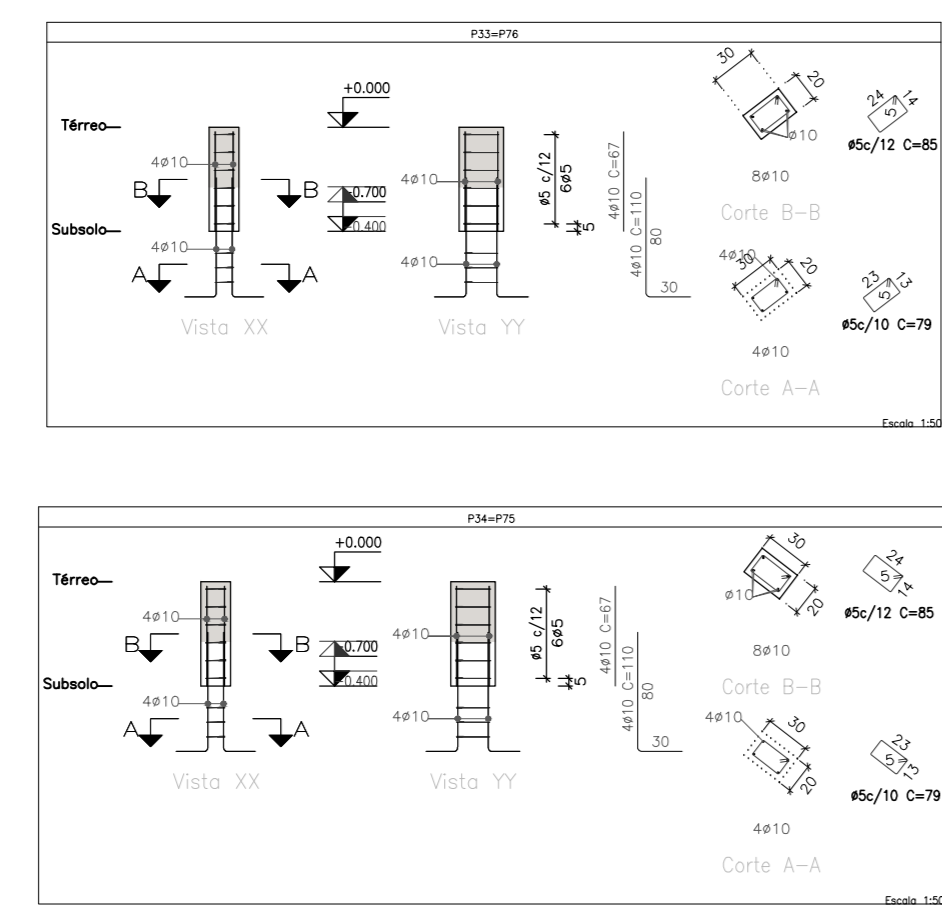 P33=P76
+0.000
Térreo
4ø10
B
B
-0.700
-0.400
Subsolo
4ø10
A
A
Vista XX
4ø10
4ø10
Vista YY
ø5 c/12
6ø5
5
4ø10 C=67
4ø10 C=110
80
30
30
20
ø10
8ø10
Corte B-B
24
14
5
ø5c/12 C=85
4ø10
30
20
4ø10
Corte A-A
23
13
5
ø5c/10 C=79
Escala 1:50
P34=P75
+0.000
Térreo
4ø10
B
B
-0.700
-0.400
Subsolo
4ø10
A
A
Vista XX
4ø10
4ø10
Vista YY
ø5 c/12
6ø5
5
4ø10 C=67
4ø10 C=110
80
30
30
20
ø10
8ø10
Corte B-B
24
14
5
ø5c/12 C=85
4ø10
30
20
4ø10
Corte A-A
23
13
5
ø5c/10 C=79
Escala 1:50